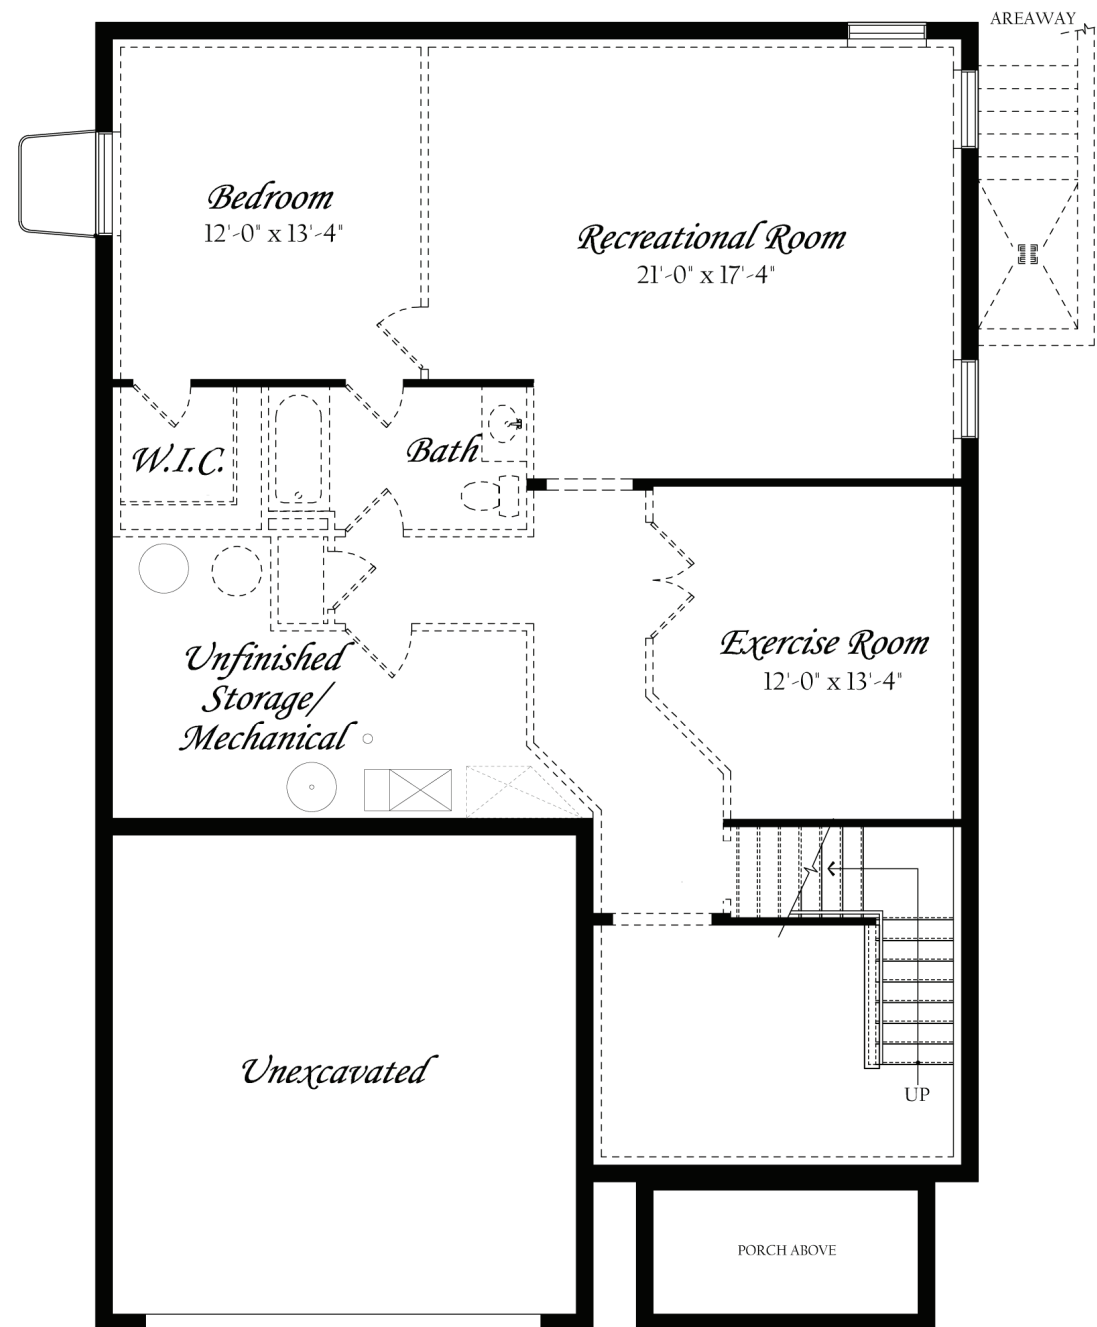 AREAWAY
Bedroom
12'-0" x 13'-4"
Recreational Room
21'-0" x 17'-4"
W.I.C.
Bath
Exercise Room
12'-0" x 13'-4"
Unfinished
Storage/
Mechanical
Unexcavated
UP
PORCH ABOVE